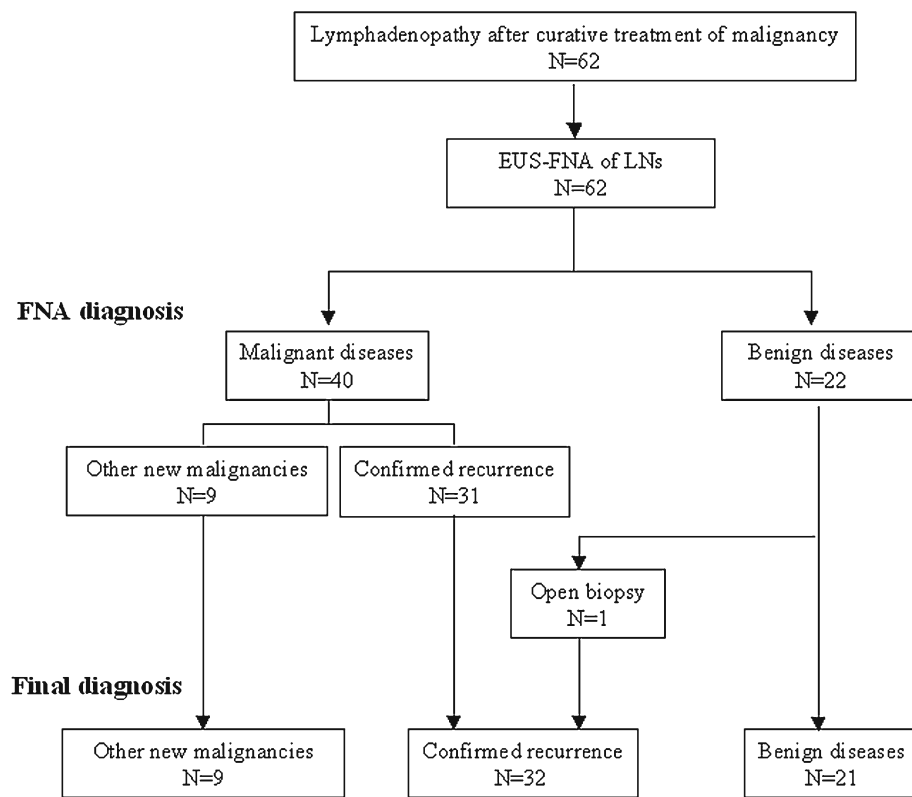 Lymphadenopathy after curative treatment of malignancy
N=62
EUS-FNA of LNs
N=62
FNA diagnosis
Malignant diseases
N=40
Benign diseases
N=22
Other new malignancies
N=9
Confirmed recurrence
N=31
Open biopsy
N=1
Final diagnosis
Other new malignancies
N=9
Confirmed recurrence
N=32
Benign diseases
N=21